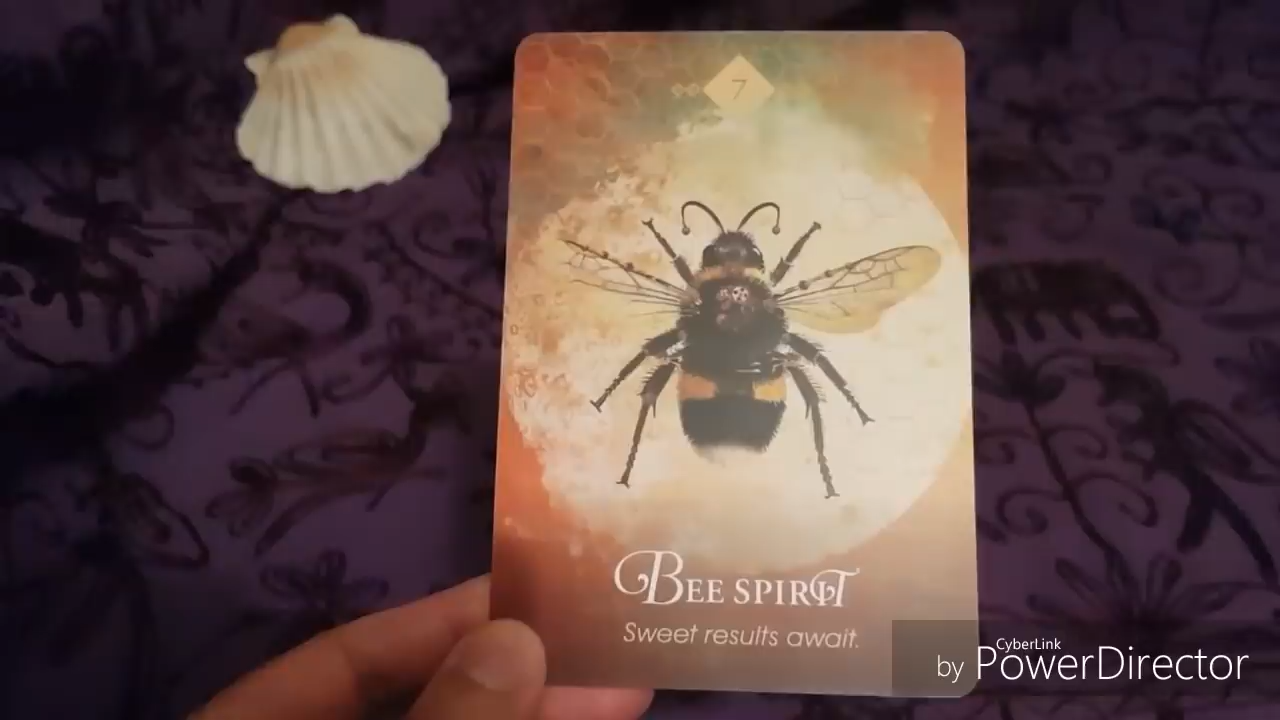 7
BEE SPIRIT
Sweet results await.
CyberLink
by PowerDirector